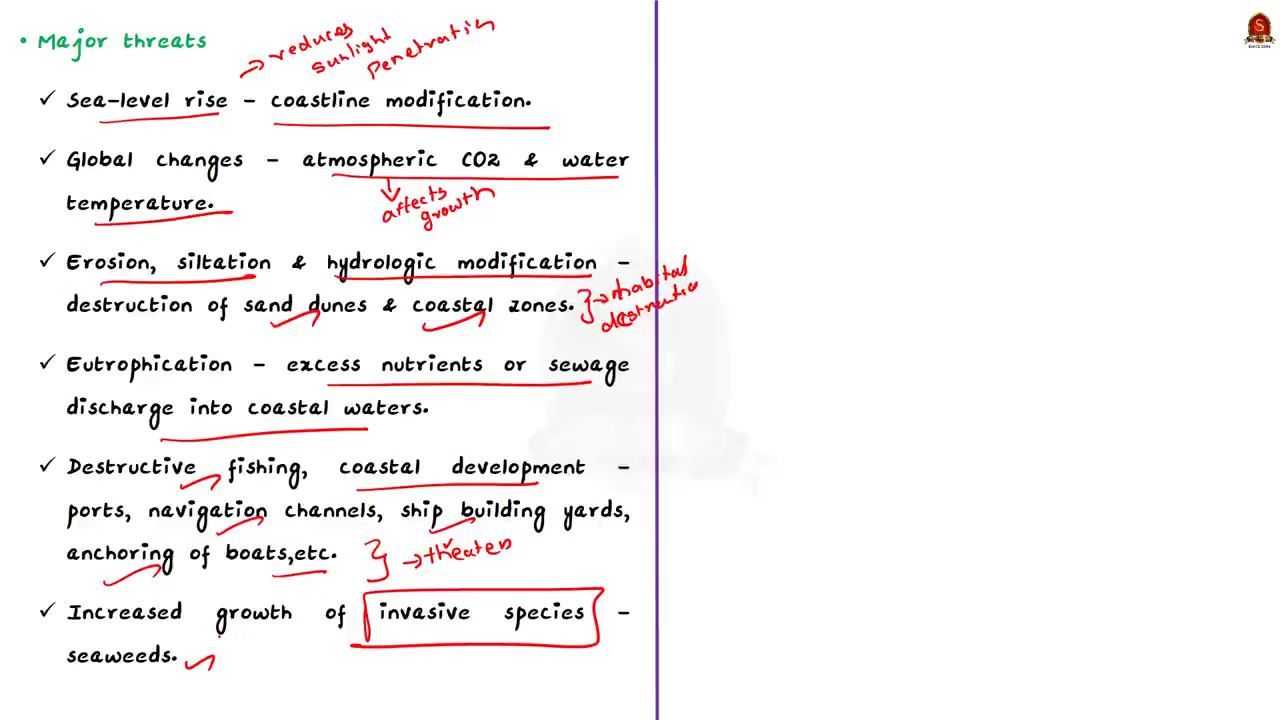 • Major threats
→ reduces
sunlight
penetration
✓ Sea-level rise – coastline modification.
✓ Global changes – atmospheric CO2 & water
temperature.
affects
growth
✓ Erosion, siltation & hydrologic modification –
destruction of sand dunes & coastal zones.
} → habitat
destruction
✓ Eutrophication – excess nutrients or sewage
discharge into coastal waters.
✓ Destructive fishing, coastal development –
ports, navigation channels, ship building yards,
anchoring of boats,etc.
} →
✓ Increased growth of invasive species –
seaweeds.